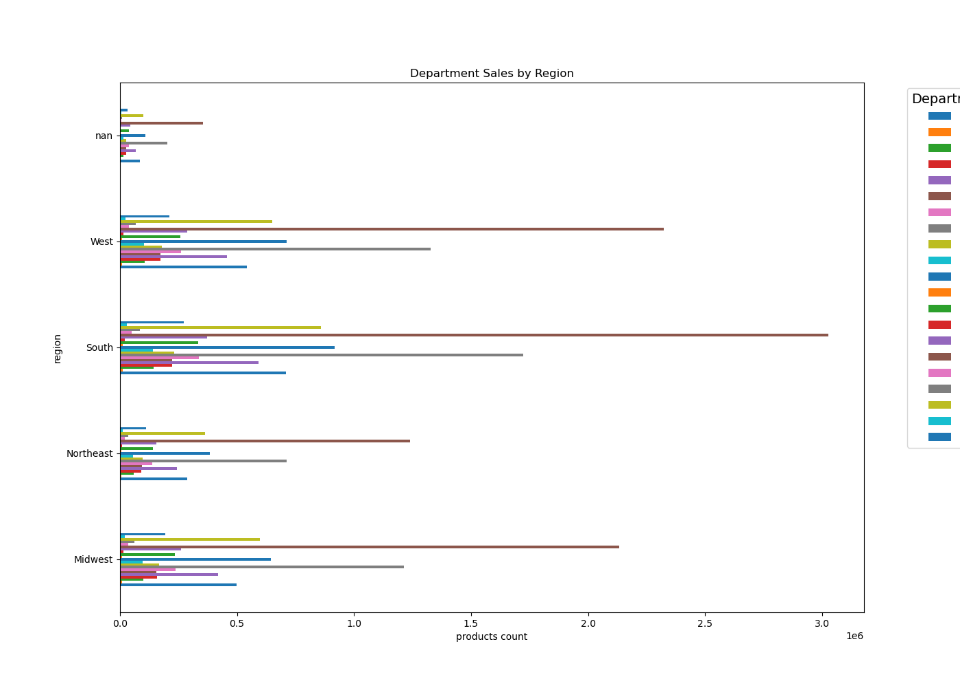 Department Sales by Region
nan
West
South
Northeast
Midwest
region
0.0 0.5 1.0 1.5 2.0 2.5 3.0
1e6
products count